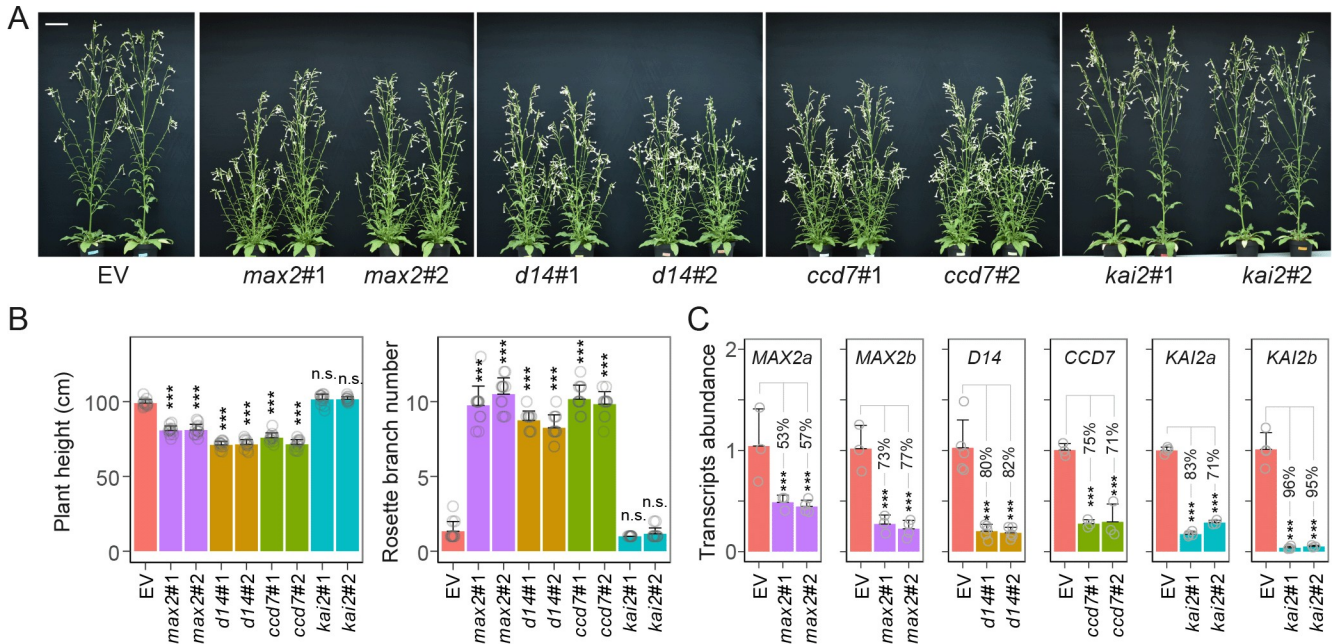 A
EV
max2#1
max2#2
d14#1
d14#2
ccd7#1
ccd7#2
kai2#1
kai2#2
B
Plant height (cm)
100
50
0
***
***
***
***
***
***
n.s.
n.s.
EV
max2#1
max2#2
d14#1
d14#2
ccd7#1
ccd7#2
kai2#1
kai2#2
Rosette branch number
10
5
0
***
***
***
***
***
***
n.s.
n.s.
EV
max2#1
max2#2
d14#1
d14#2
ccd7#1
ccd7#2
kai2#1
kai2#2
C
Transcripts abundance
2
1
0
MAX2a
53%
57%
***
***
EV
max2#1
max2#2
MAX2b
73%
77%
***
***
EV
max2#1
max2#2
D14
80%
82%
***
***
EV
d14#1
d14#2
CCD7
75%
71%
***
***
EV
ccd7#1
ccd7#2
KAI2a
83%
71%
***
***
EV
kai2#1
kai2#2
KAI2b
96%
95%
***
***
EV
kai2#1
kai2#2